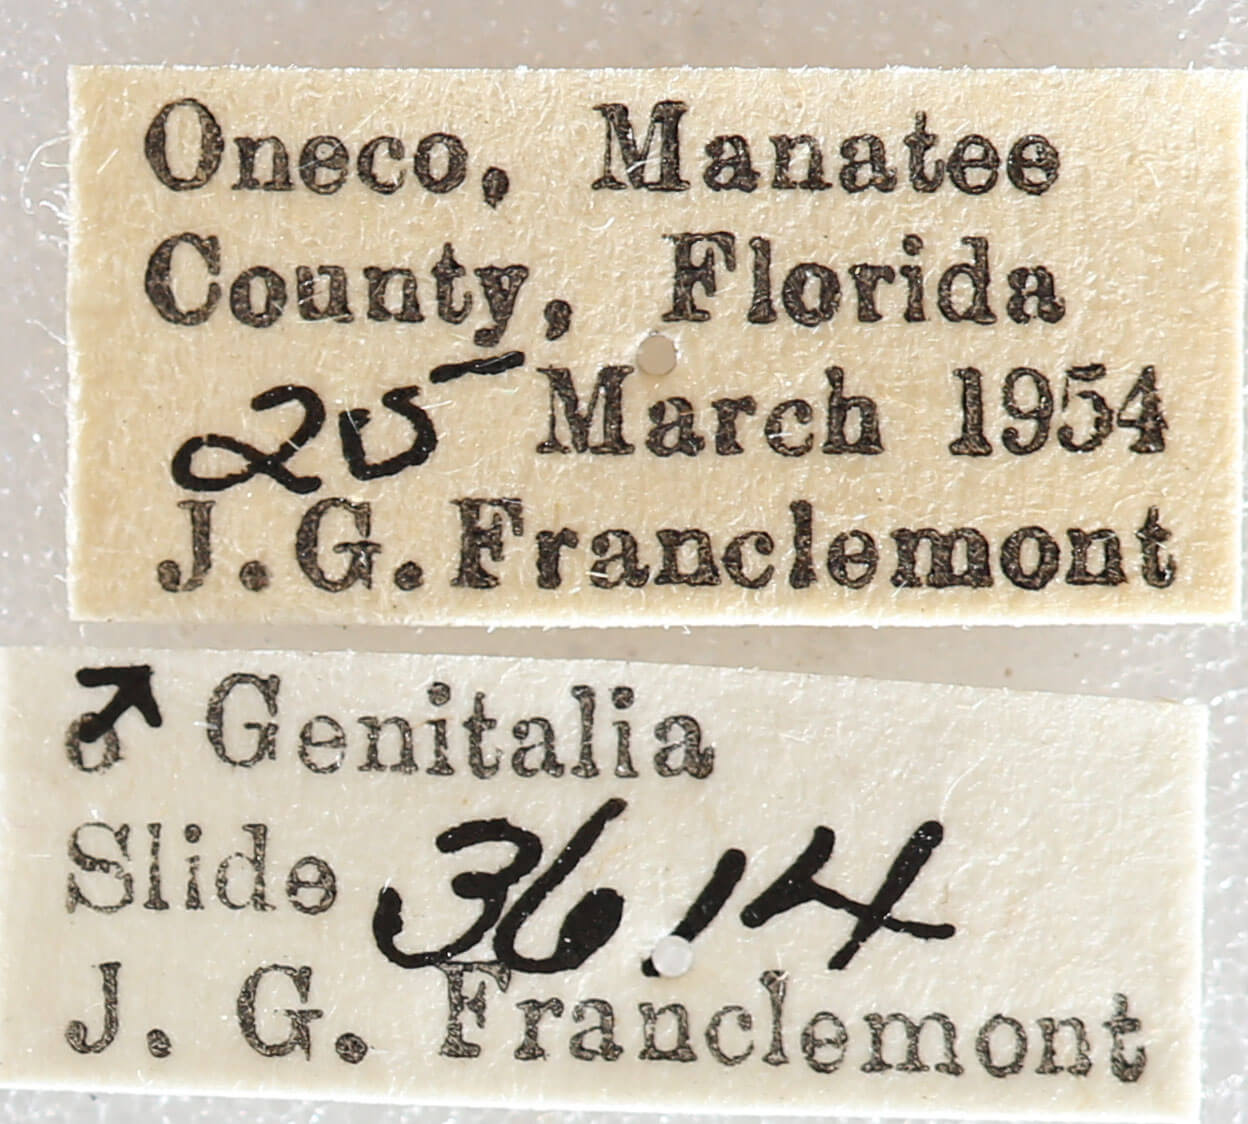 Oneco, Manatee
County, Florida
25 March 1954
J. G. Franclemont
♂ Genitalia
Slide 3614
J. G. Franclemont